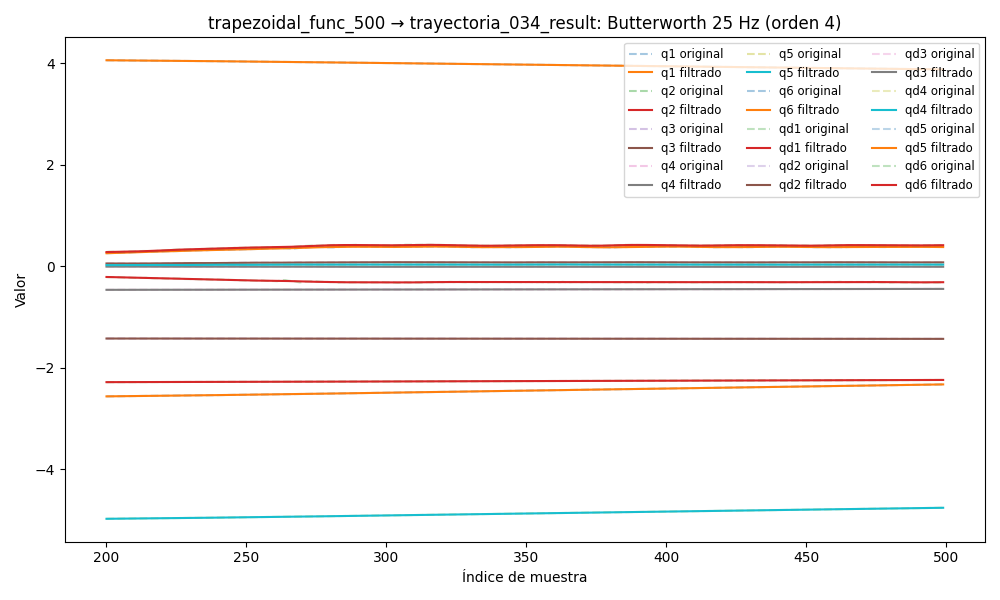 trapezoidal_func_500 → trayectoria_034_result: Butterworth 25 Hz (orden 4)
q1 original
q1 filtrado
q2 original
q2 filtrado
q3 original
q3 filtrado
q4 original
q4 filtrado
q5 original
q5 filtrado
q6 original
q6 filtrado
qd1 original
qd1 filtrado
qd2 original
qd2 filtrado
qd3 original
qd3 filtrado
qd4 original
qd4 filtrado
qd5 original
qd5 filtrado
qd6 original
qd6 filtrado
Valor
4
2
0
−2
−4
200
250
300
350
400
450
500
Índice de muestra